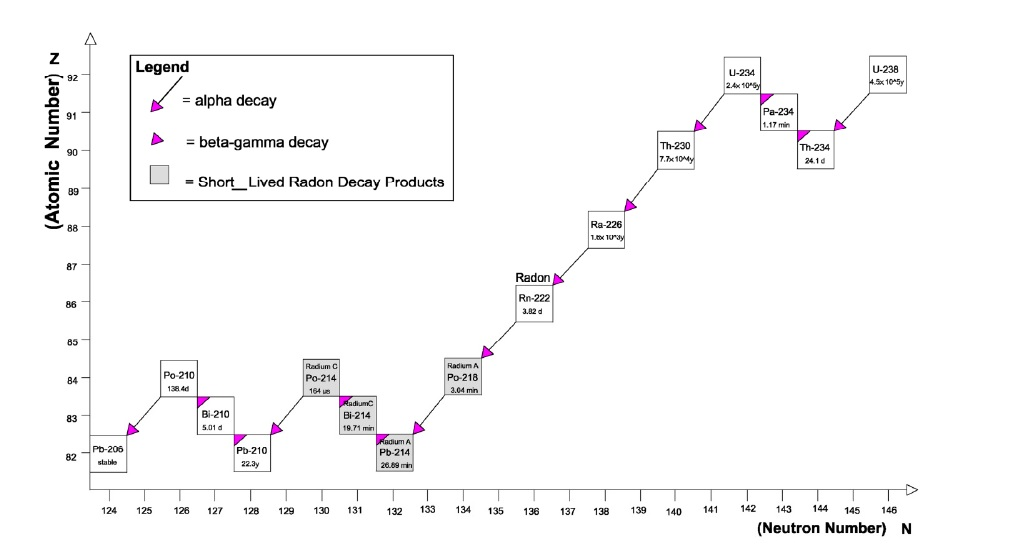 (Atomic Number) Z
92
91
90
89
88
87
86
85
84
83
82
Legend
= alpha decay
= beta-gamma decay
= Short__Lived Radon Decay Products
U-238
4.5x 10^5y
U-234
2.4x 10^5y
Pa-234
1.17 min
Th-234
24.1 d
Th-230
7.7x10^4y
Ra-226
1.6x 10^3y
Radon
Rn-222
3.82 d
Radium A
Po-218
3.04 min
Radium C
Po-214
164 µs
RadiumC
Bi-214
19.71 min
Radium A
Pb-214
26.89 min
Po-210
138.4d
Bi-210
5.01 d
Pb-210
22.3y
Pb-206
stable
124 125 126 127 128 129 130 131 132 133 134 135 136 137 138 139 140 141 142 143 144 145 146
(Neutron Number) N